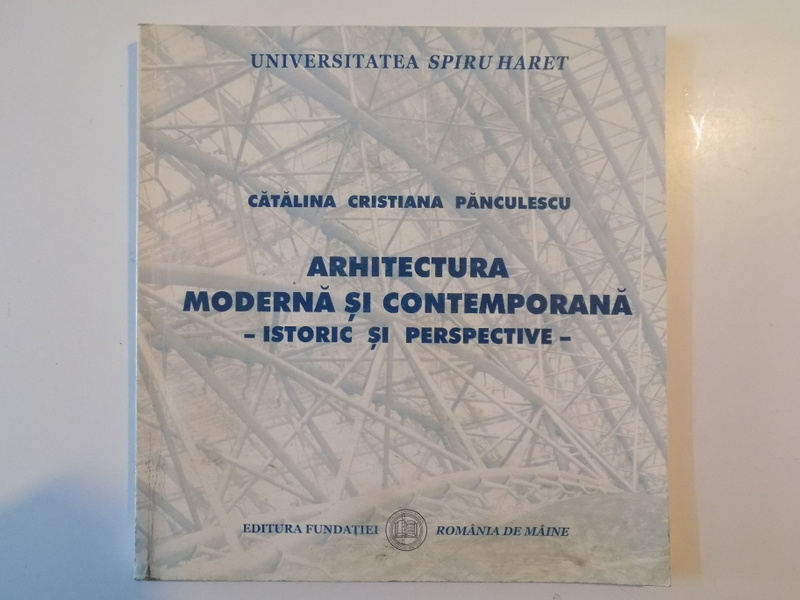 UNIVERSITATEA SPIRU HARET
CĂTĂLINA CRISTIANA PĂNCULESCU
ARHITECTURA
MODERNĂ ȘI CONTEMPORANĂ
– ISTORIC ȘI PERSPECTIVE –
EDITURA FUNDAȚIEI ROMÂNIA DE MÂINE